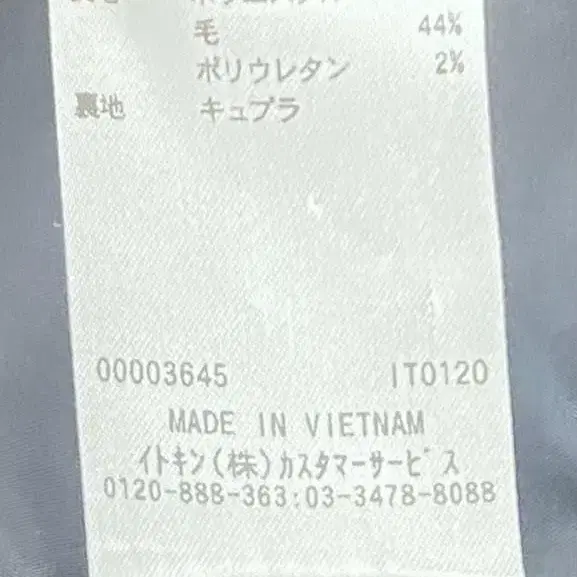 毛 44%
ポリウレタン 2%
裏地 キュプラ
00003645 IT0120
MADE IN VIETNAM
イトキン(株)カスタマーサービス
0120-888-363:03-3478-8088